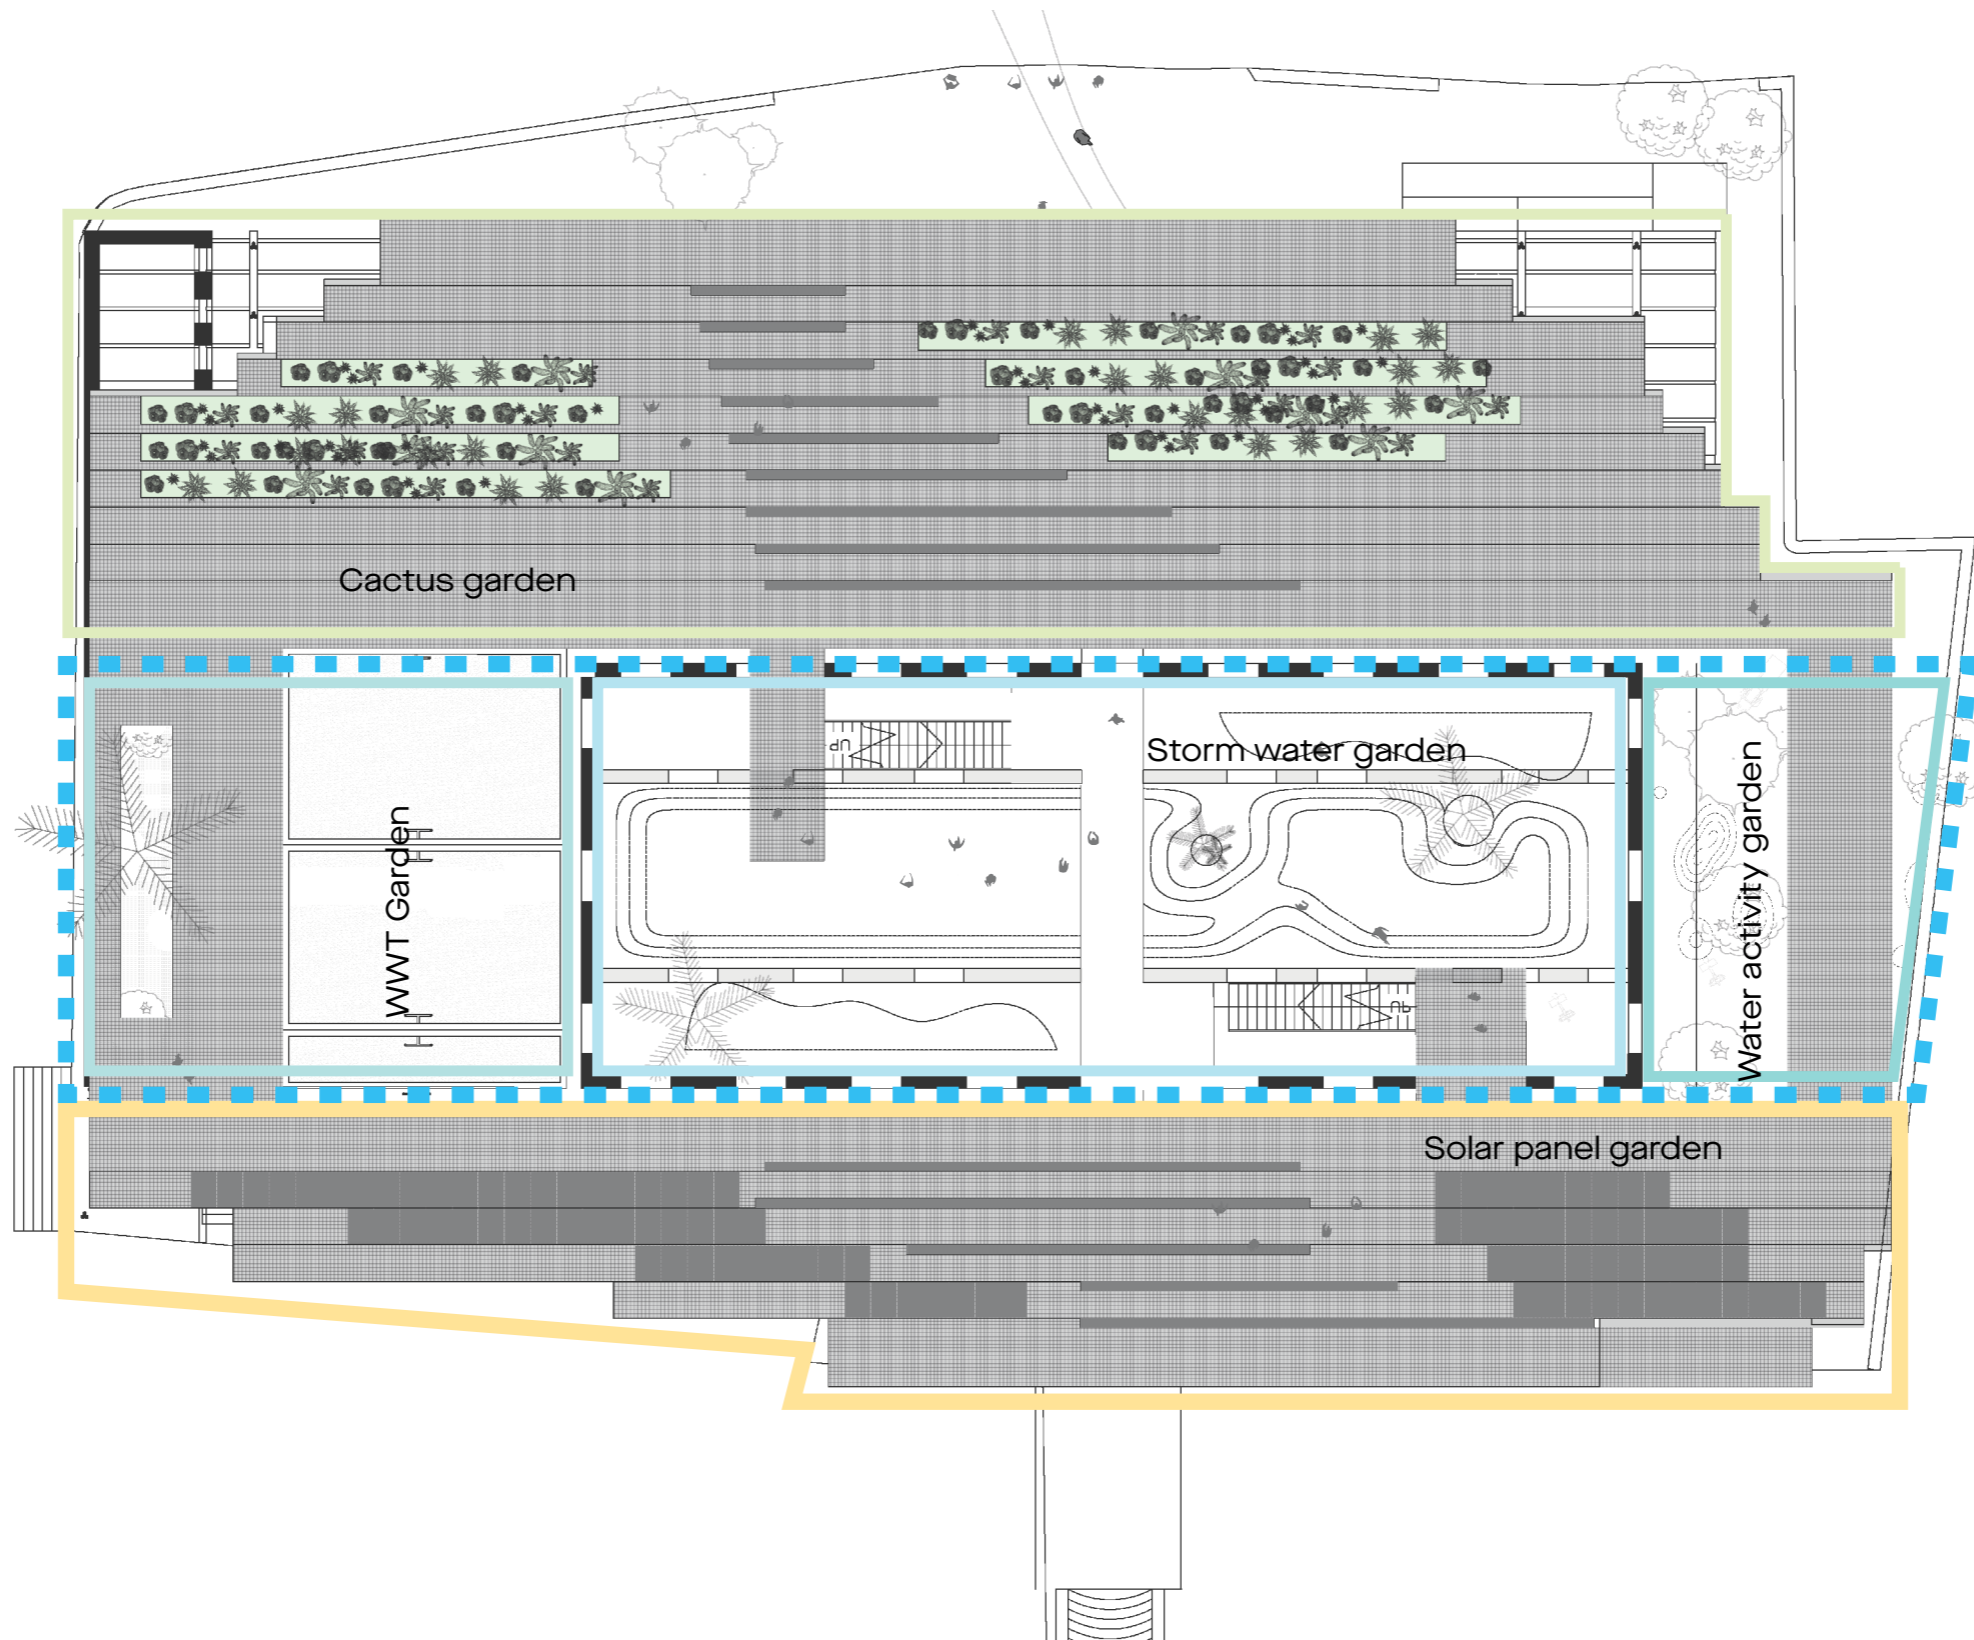 Cactus garden
Storm water garden
UP
WWT Garden
Water activity garden
UP
Solar panel garden